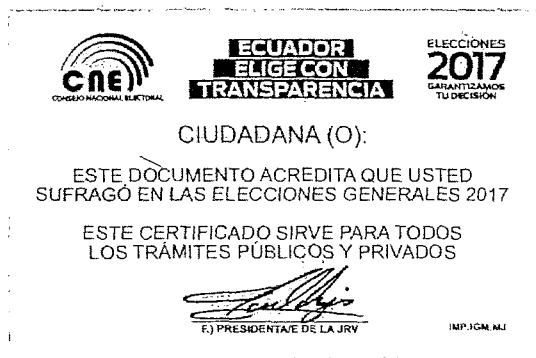 CNE
CONSEJO NACIONAL ELECTORAL
ECUADOR
ELIGE CON
TRANSPARENCIA
ELECCIONES
2017
GARANTIZAMOS
TU DECISIÓN
CIUDADANA (O):
ESTE DOCUMENTO ACREDITA QUE USTED
SUFRAGÓ EN LAS ELECCIONES GENERALES 2017
ESTE CERTIFICADO SIRVE PARA TODOS
LOS TRÁMITES PÚBLICOS Y PRIVADOS
F.) PRESIDENTA/E DE LA JRV
IMP.IGM.MJ